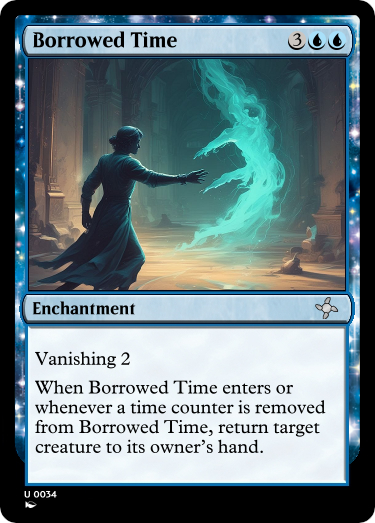 Borrowed Time 3
Enchantment
Vanishing 2
When Borrowed Time enters or
whenever a time counter is removed
from Borrowed Time, return target
creature to its owner's hand.
U 0034